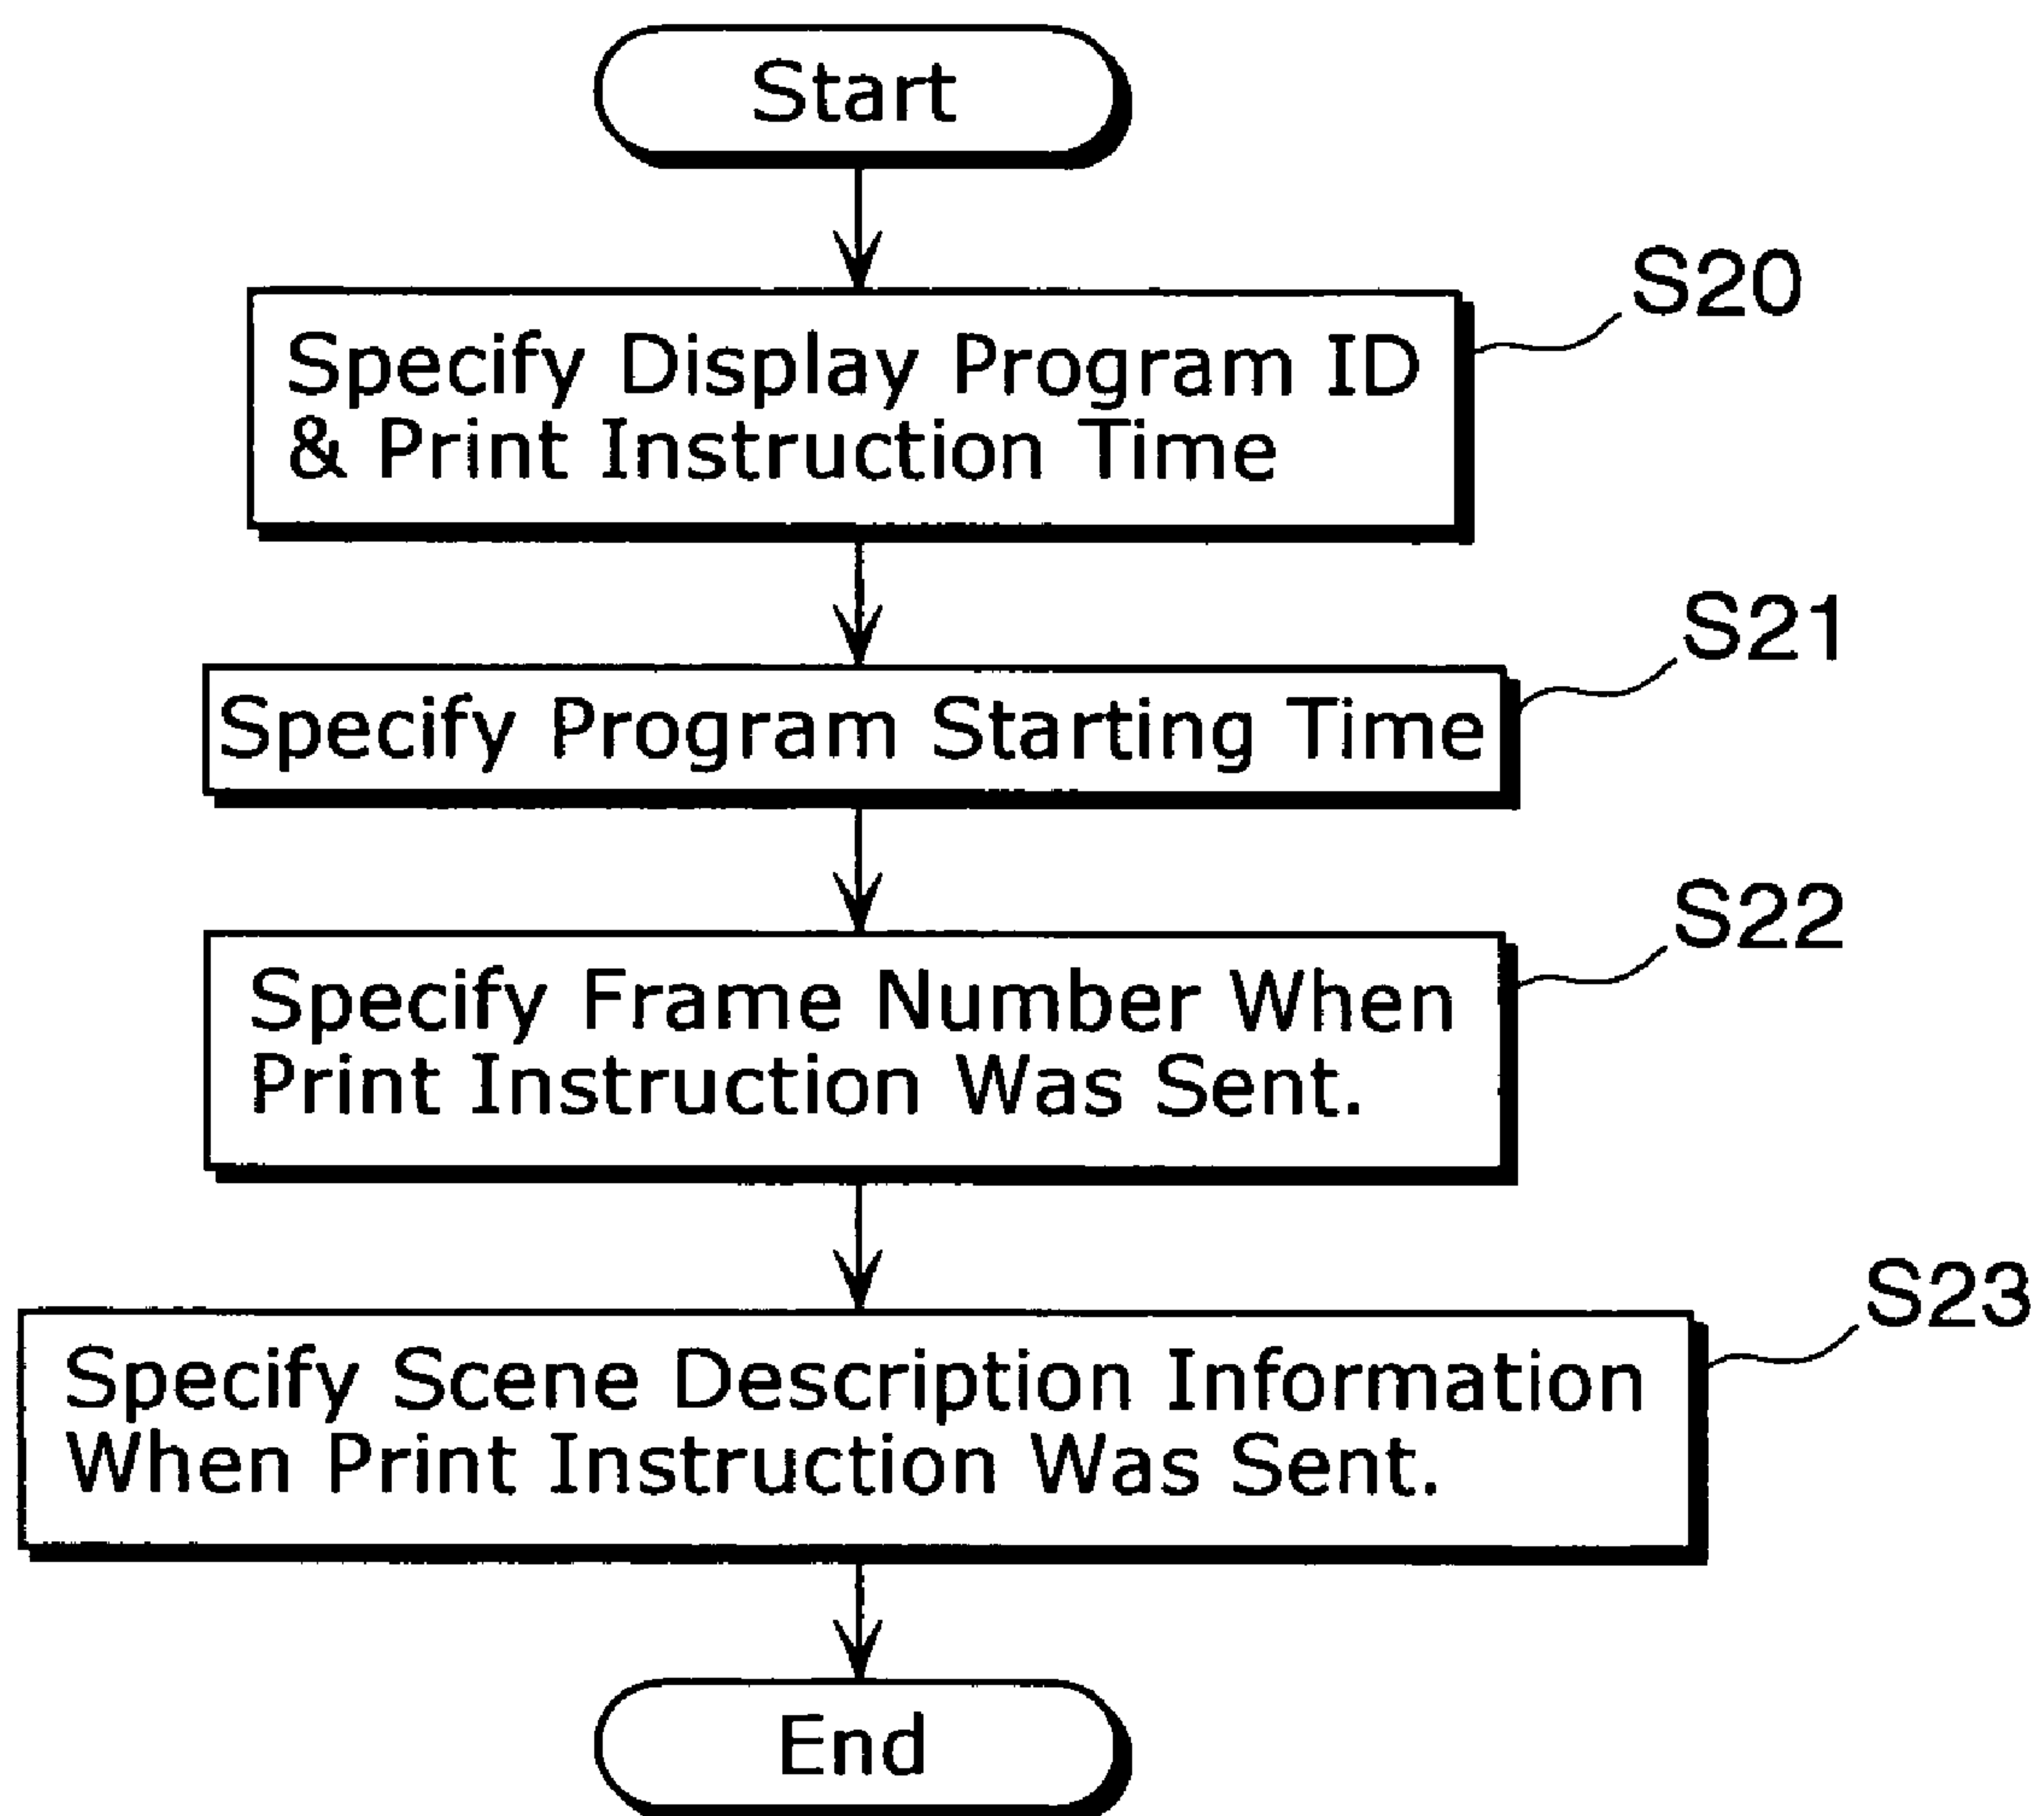 Start
S20
Specify Display Program ID
& Print Instruction Time
S21
Specify Program Starting Time
S22
Specify Frame Number When
Print Instruction Was Sent.
S23
Specify Scene Description Information
When Print Instruction Was Sent.
End